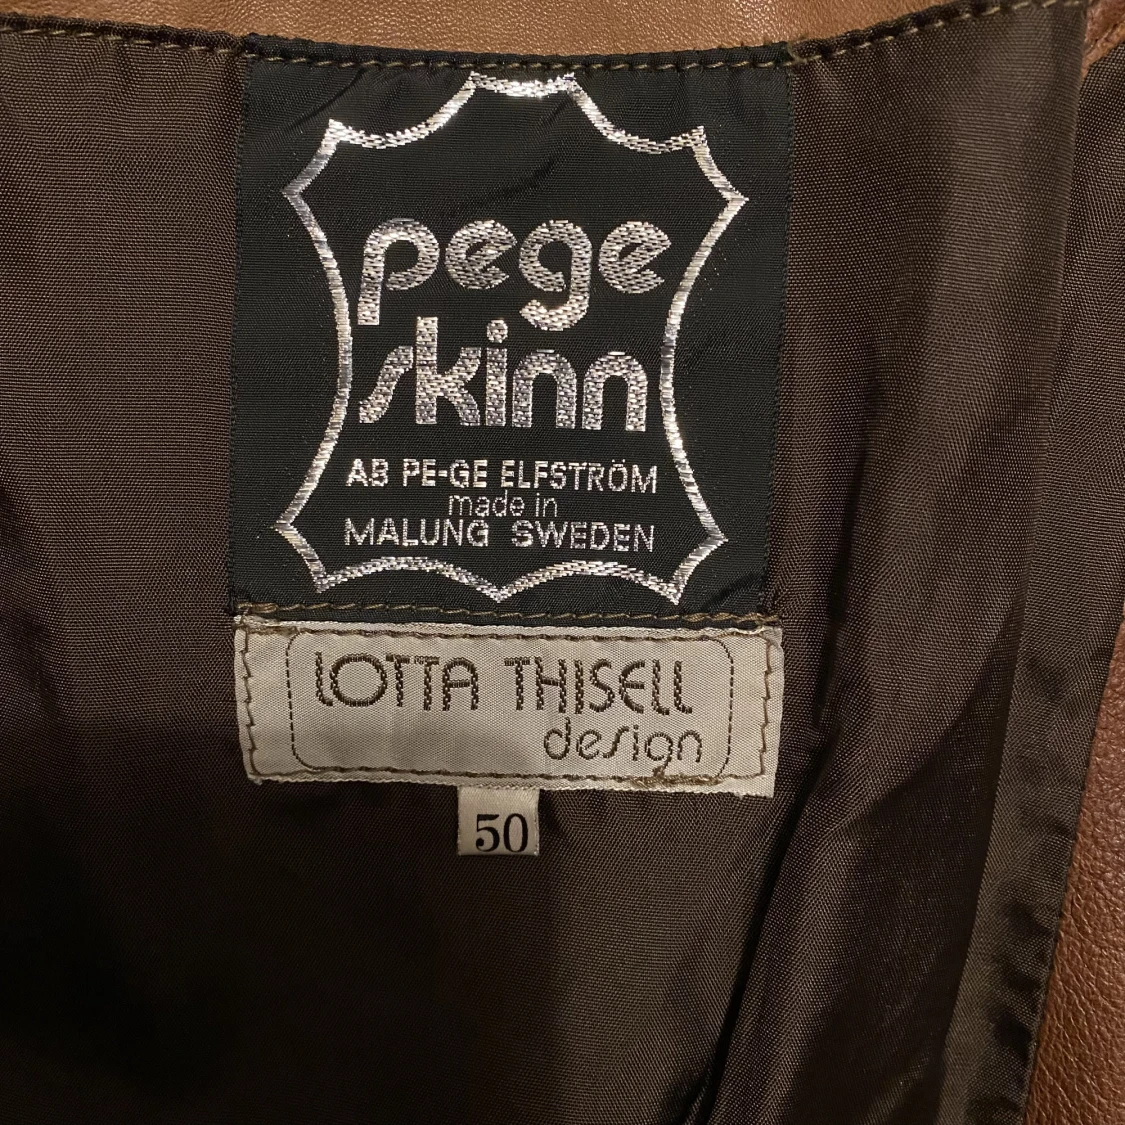 pege
skinn
AB PE-GE ELFSTRÖM
made in
MALUNG SWEDEN
LOTTA THISELL
design
50